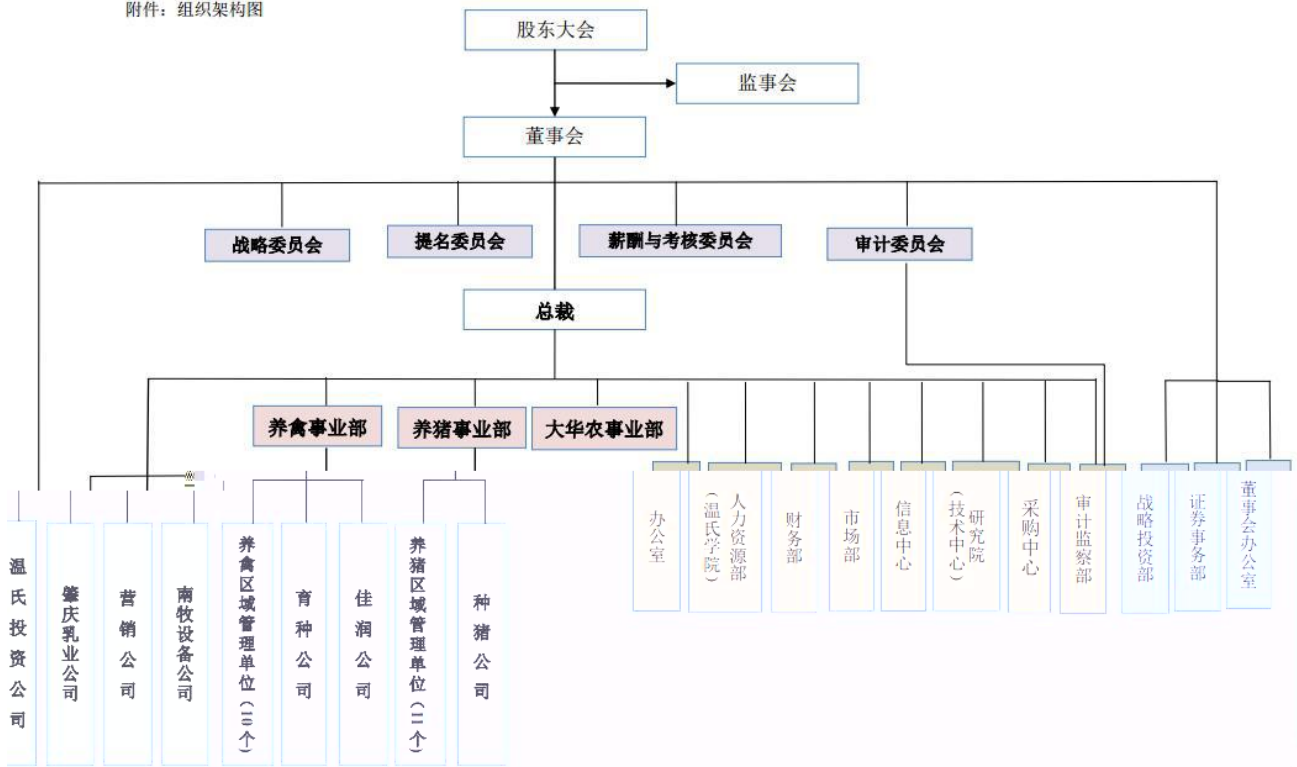 附件：组织架构图
股东大会
监事会
董事会
战略委员会
提名委员会
薪酬与考核委员会
审计委员会
总裁
养禽事业部
养猪事业部
大华农事业部
温氏投资公司
肇庆乳业公司
营销公司
南牧设备公司
养禽区域管理单位（10个）
育种公司
佳润公司
养猪区域管理单位（11个）
种猪公司
办公室
人力资源部
（温氏学院）
财务部
市场部
信息中心
研究院
（技术中心）
采购中心
审计监察部
战略投资部
证券事务部
董事会办公室